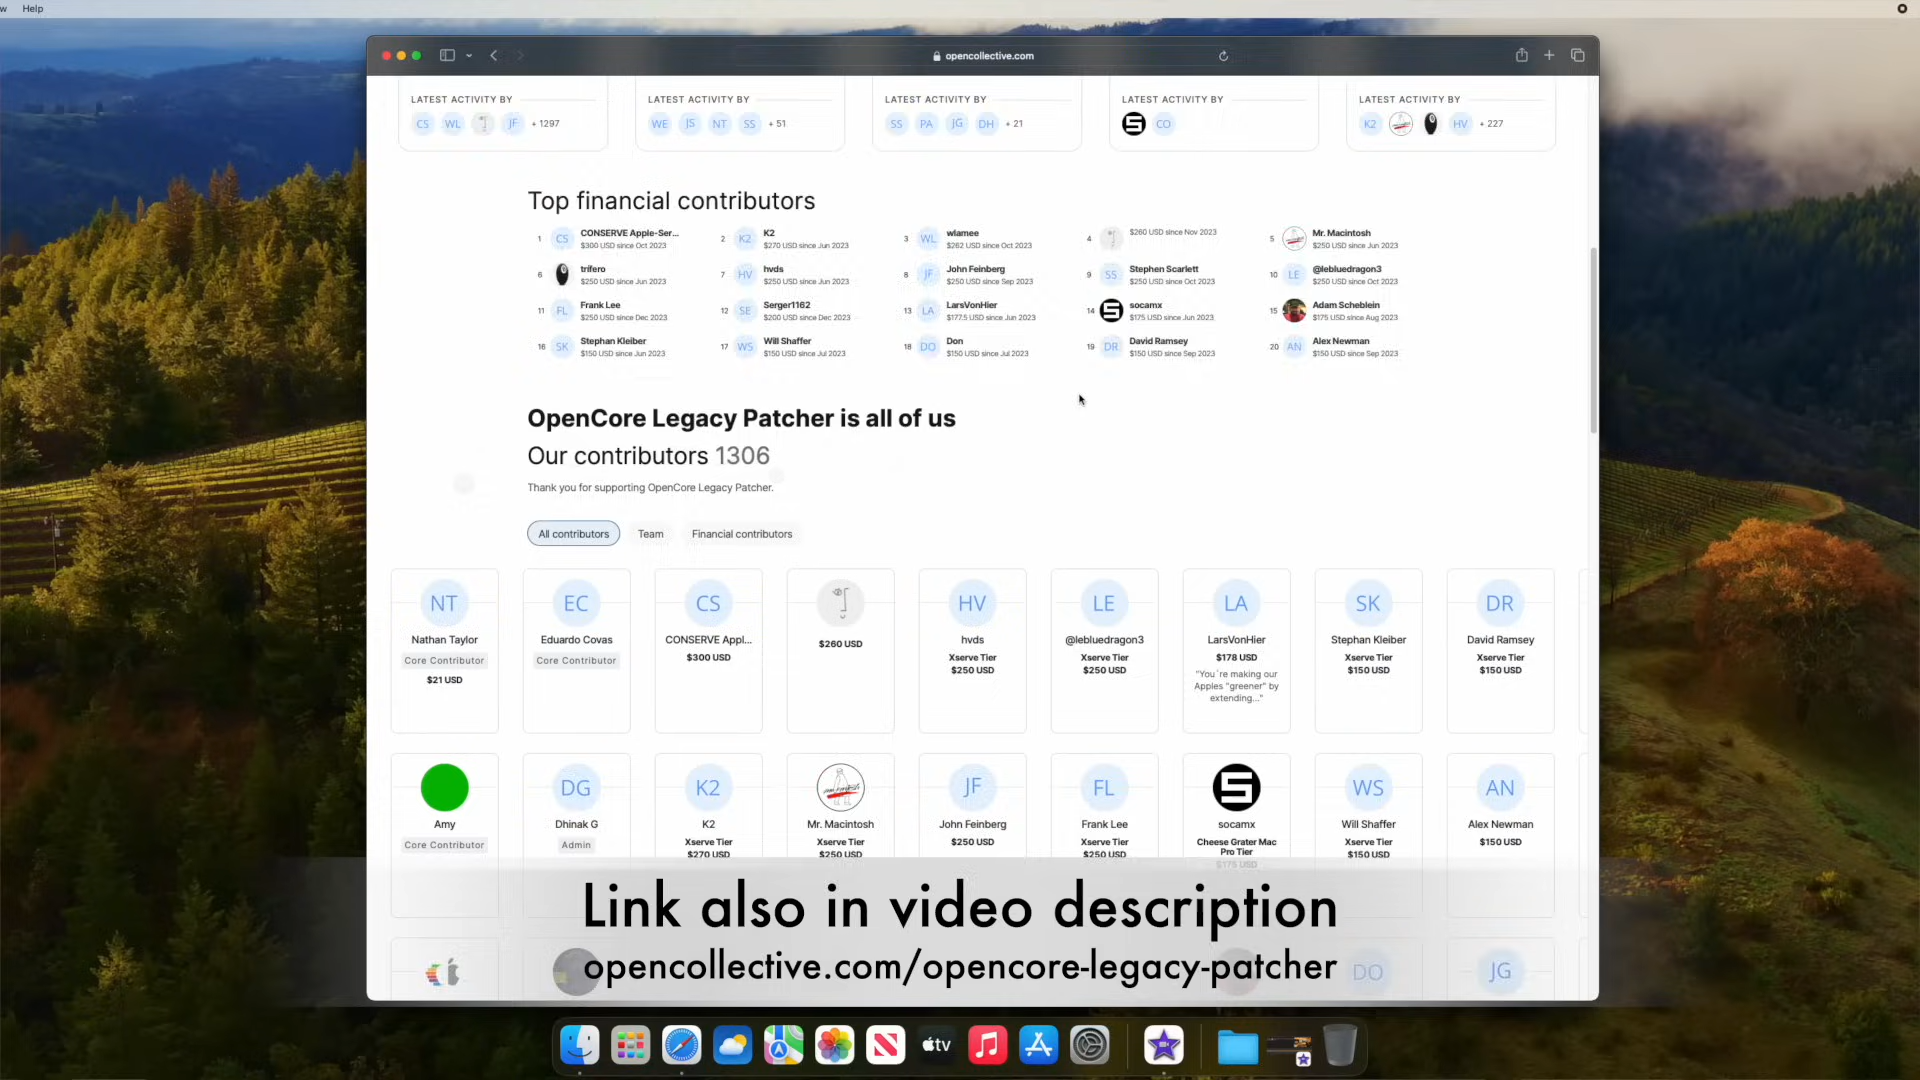 w Help
opencollective.com
LATEST ACTIVITY BY
CS WL JF + 1297
LATEST ACTIVITY BY
WE JS NT SS + 51
LATEST ACTIVITY BY
SS PA JG DH + 21
LATEST ACTIVITY BY
S CO
LATEST ACTIVITY BY
K2 HV + 227
Top financial contributors
1 CS CONSERVE Apple-Ser...
$300 USD since Oct 2023
2 K2 K2
$270 USD since Jun 2023
3 WL wlamee
$262 USD since Oct 2023
4 $260 USD since Nov 2023
5 Mr. Macintosh
$250 USD since Jun 2023
6 trífero
$250 USD since Jun 2023
7 HV hvds
$250 USD since Jun 2023
8 JF John Feinberg
$250 USD since Sep 2023
9 SS Stephen Scarlett
$250 USD since Oct 2023
10 LE @lebluedragon3
$250 USD since Oct 2023
11 FL Frank Lee
$250 USD since Dec 2023
12 SE Serger1162
$200 USD since Dec 2023
13 LA LarsVonHier
$177.5 USD since Jun 2023
14 S socamx
$175 USD since Jun 2023
15 Adam Scheblein
$175 USD since Aug 2023
16 SK Stephan Kleiber
$150 USD since Jun 2023
17 WS Will Shaffer
$150 USD since Jul 2023
18 DO Don
$150 USD since Jul 2023
19 DR David Ramsey
$150 USD since Sep 2023
20 AN Alex Newman
$150 USD since Sep 2023
OpenCore Legacy Patcher is all of us
Our contributors 1306
Thank you for supporting OpenCore Legacy Patcher.
All contributors Team Financial contributors
NT
Nathan Taylor
Core Contributor
$21 USD
EC
Eduardo Covas
Core Contributor
CS
CONSERVE Appl...
$300 USD
$260 USD
HV
hvds
Xserve Tier
$250 USD
LE
@lebluedragon3
Xserve Tier
$250 USD
LA
LarsVonHier
$178 USD
"You´re making our
Apples "greener" by
extending..."
SK
Stephan Kleiber
Xserve Tier
$150 USD
DR
David Ramsey
Xserve Tier
$150 USD
Amy
Core Contributor
DG
Dhinak G
Admin
K2
K2
Xserve Tier
$270 USD
Mr. Macintosh
Xserve Tier
$250 USD
JF
John Feinberg
$250 USD
FL
Frank Lee
Xserve Tier
$250 USD
S
socamx
Cheese Grater Mac
Pro Tier
$175 USD
WS
Will Shaffer
Xserve Tier
$150 USD
AN
Alex Newman
$150 USD
Link also in video description
opencollective.com/opencore-legacy-patcher
DO
JG
tv